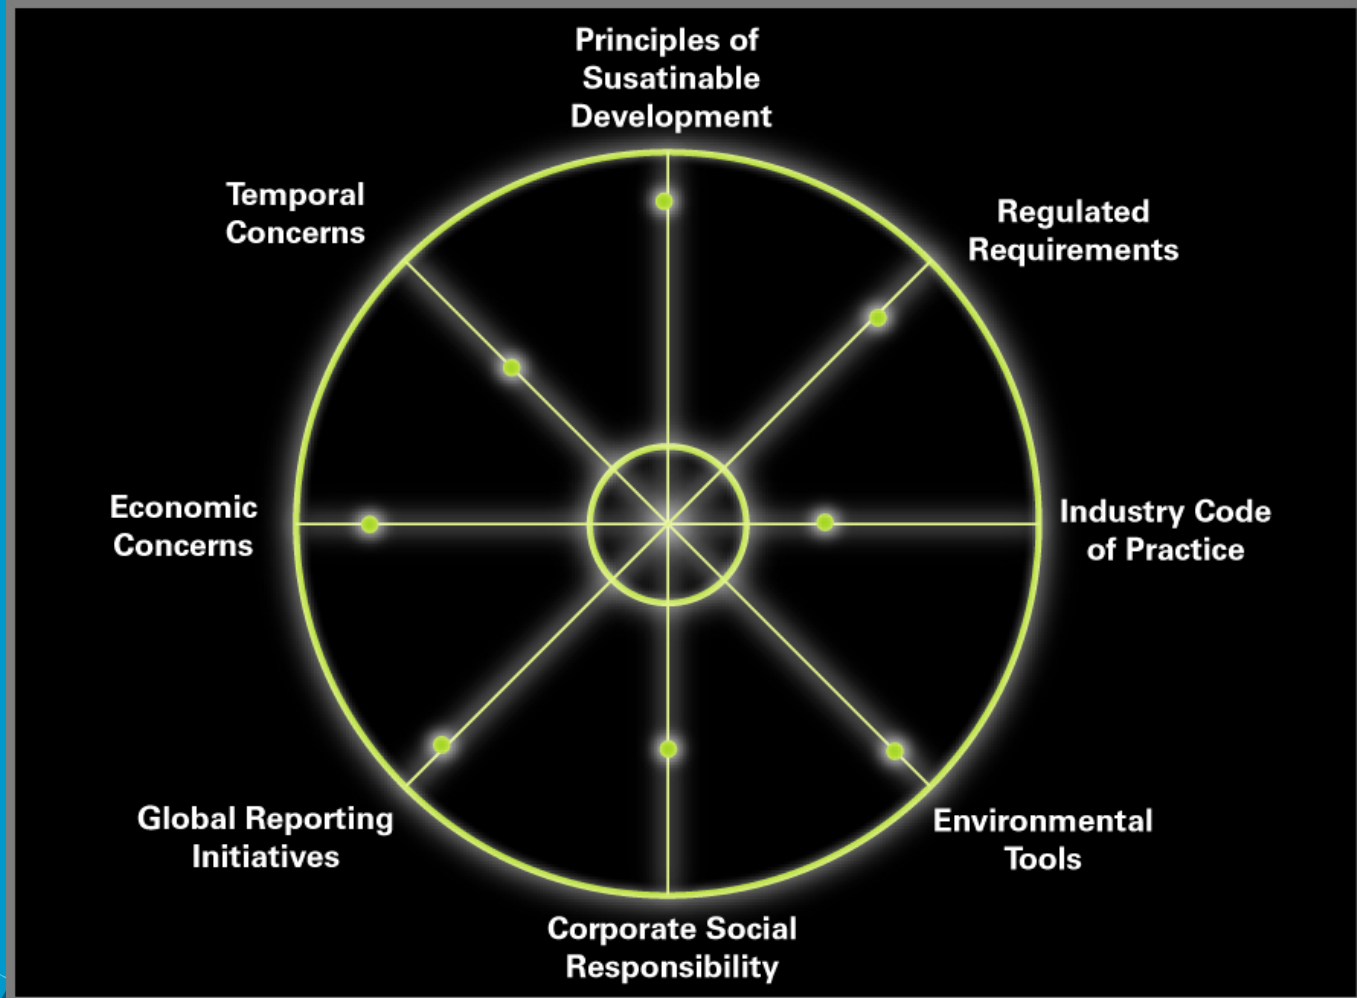 Principles of
Susatinable
Development
Temporal
Concerns
Regulated
Requirements
Economic
Concerns
Industry Code
of Practice
Global Reporting
Initiatives
Environmental
Tools
Corporate Social
Responsibility